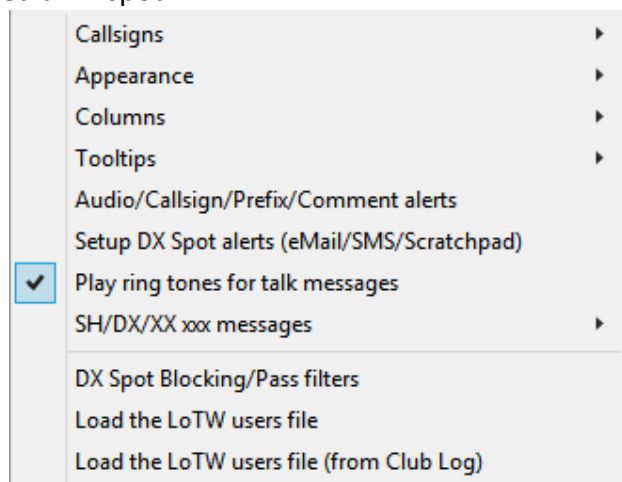 Callsigns
Appearance
Columns
Tooltips
Audio/Callsign/Prefix/Comment alerts
Setup DX Spot alerts (eMail/SMS/Scratchpad)
Play ring tones for talk messages
SH/DX/XX xxx messages
DX Spot Blocking/Pass filters
Load the LoTW users file
Load the LoTW users file (from Club Log)